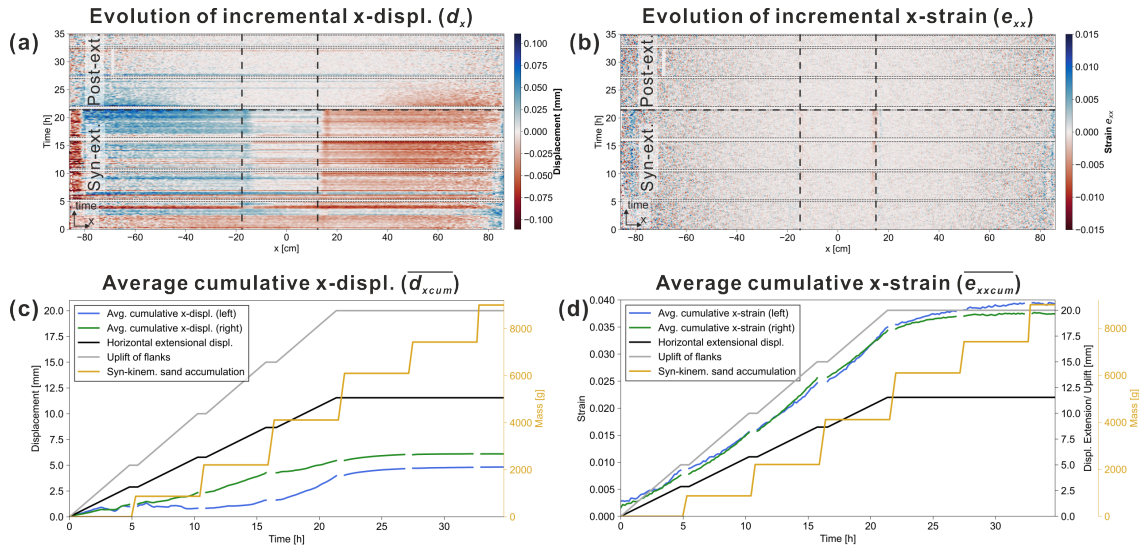 Evolution of incremental x-displ. (dx)
(a)
35
30
25
20
15
10
5
0
Time [h]
Post-ext.
Syn-ext.
time
x
−80
−60
−40
−20
0
20
40
60
80
x [cm]
0.100
0.075
0.050
0.025
0.000
−0.025
−0.050
−0.075
−0.100
Displacement [mm]
Evolution of incremental x-strain (exx)
(b)
35
30
25
20
15
10
5
0
Time [h]
Post-ext.
Syn-ext.
time
x
−80
−60
−40
−20
0
20
40
60
80
x [cm]
0.015
0.010
0.005
0.000
−0.005
−0.010
−0.015
Strain exx
Average cumulative x-displ. (dxcum)
(c)
20.0
17.5
15.0
12.5
10.0
7.5
5.0
2.5
0.0
Displacement [mm]
Avg. cumulative x-displ. (left)
Avg. cumulative x-displ. (right)
Horizontal extensional displ.
Uplift of flanks
Syn-kinem. sand accumulation
0
5
10
15
20
25
30
Time [h]
8000
6000
4000
2000
0
Mass [g]
Average cumulative x-strain (exxcum)
(d)
0.040
0.035
0.030
0.025
0.020
0.015
0.010
0.005
0.000
Strain
Avg. cumulative x-strain (left)
Avg. cumulative x-strain (right)
Horizontal extensional displ.
Uplift of flanks
Syn-kinem. sand accumulation
0
5
10
15
20
25
30
Time [h]
20.0
17.5
15.0
12.5
10.0
7.5
5.0
2.5
0.0
Displ. Extension/ Uplift [mm]
8000
6000
4000
2000
0
Mass [g]